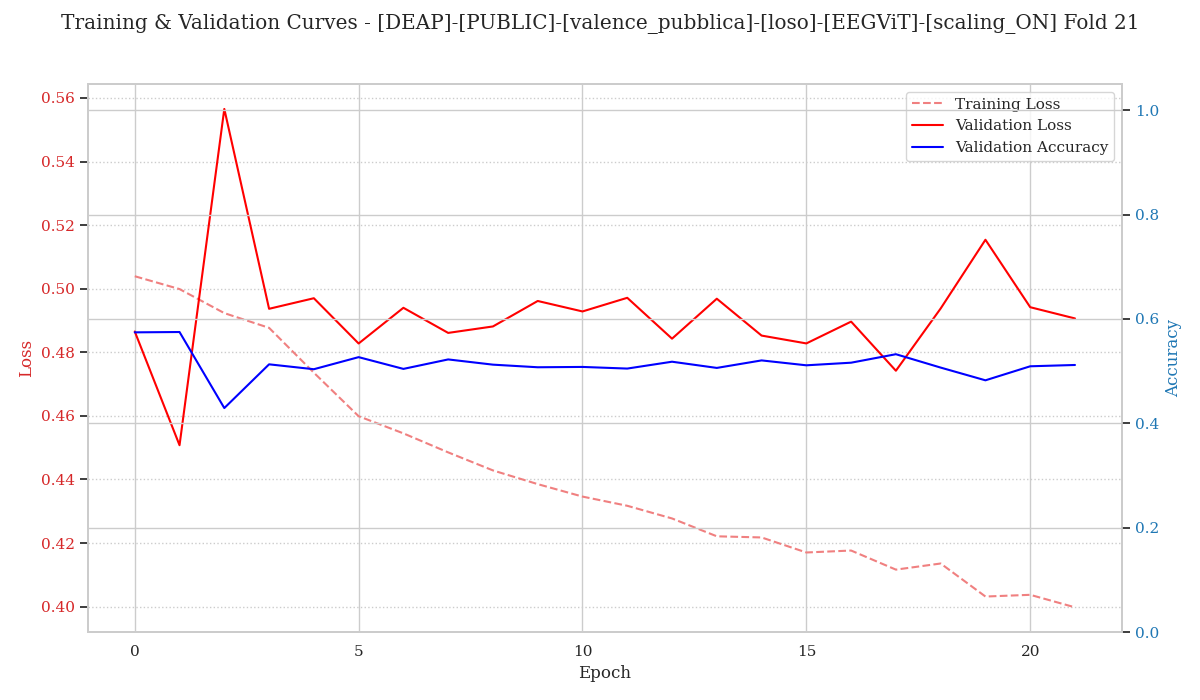 Training & Validation Curves - [DEAP]-[PUBLIC]-[valence_pubblica]-[loso]-[EEGViT]-[scaling_ON] Fold 21
Training Loss
Validation Loss
Validation Accuracy
0.56
0.54
0.52
0.50
0.48
0.46
0.44
0.42
0.40
Loss
1.0
0.8
0.6
0.4
0.2
0.0
Accuracy
0
5
10
15
20
Epoch